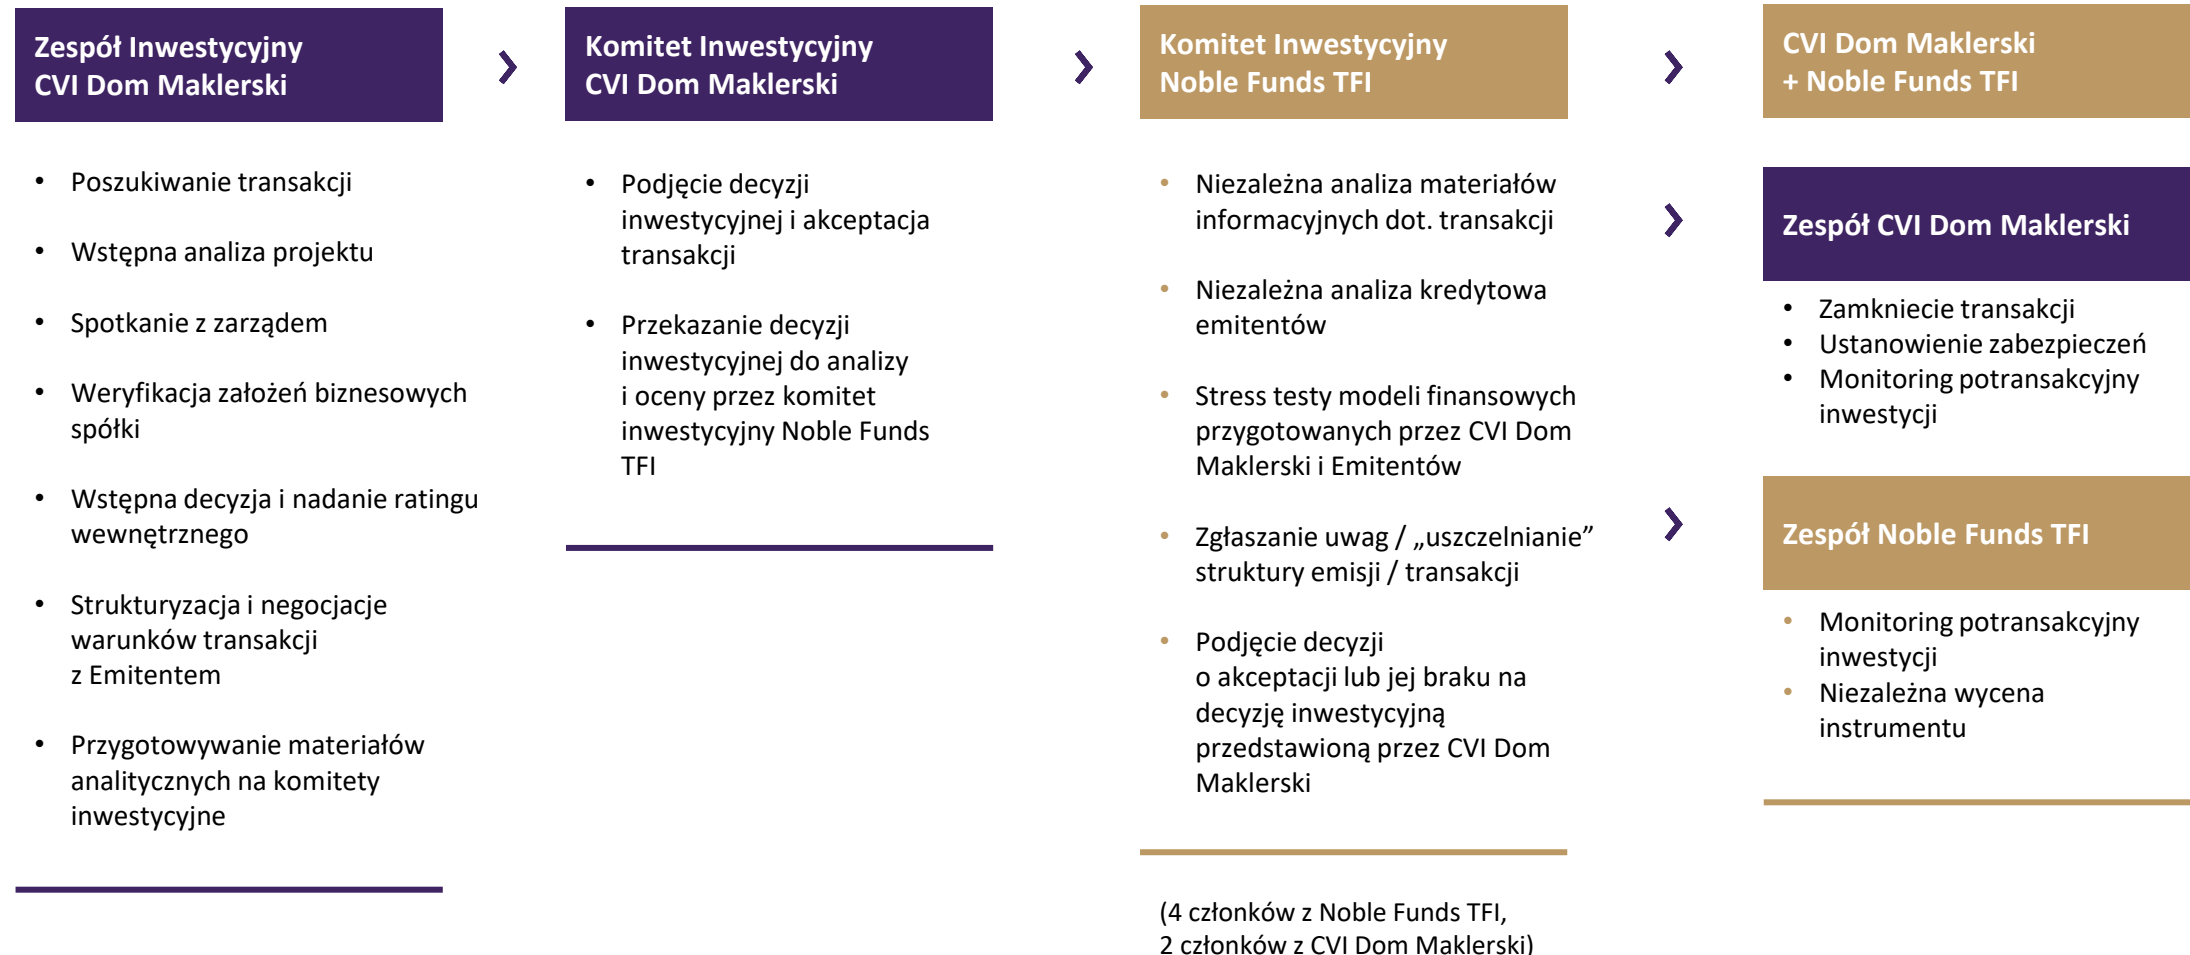 Zespół Inwestycyjny
CVI Dom Maklerski
• Poszukiwanie transakcji
• Wstępna analiza projektu
• Spotkanie z zarządem
• Weryfikacja założeń biznesowych
spółki
• Wstępna decyzja i nadanie ratingu
wewnętrznego
• Strukturyzacja i negocjacje
warunków transakcji
z Emitentem
• Przygotowywanie materiałów
analitycznych na komitety
inwestycyjne
Komitet Inwestycyjny
CVI Dom Maklerski
• Podjęcie decyzji
inwestycyjnej i akceptacja
transakcji
• Przekazanie decyzji
inwestycyjnej do analizy
i oceny przez komitet
inwestycyjny Noble Funds
TFI
Komitet Inwestycyjny
Noble Funds TFI
• Niezależna analiza materiałów
informacyjnych dot. transakcji
• Niezależna analiza kredytowa
emitentów
• Stress testy modeli finansowych
przygotowanych przez CVI Dom
Maklerski i Emitentów
• Zgłaszanie uwag / „uszczelnianie”
struktury emisji / transakcji
• Podjęcie decyzji
o akceptacji lub jej braku na
decyzję inwestycyjną
przedstawioną przez CVI Dom
Maklerski
(4 członków z Noble Funds TFI,
2 członków z CVI Dom Maklerski)
CVI Dom Maklerski
+ Noble Funds TFI
Zespół CVI Dom Maklerski
• Zamkniecie transakcji
• Ustanowienie zabezpieczeń
• Monitoring potransakcyjny
inwestycji
Zespół Noble Funds TFI
• Monitoring potransakcyjny
inwestycji
• Niezależna wycena
instrumentu